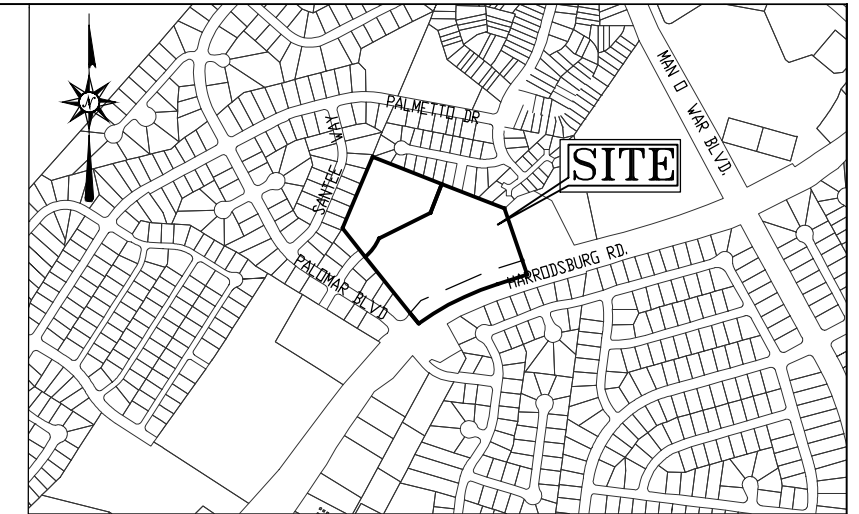 PALMETTO DR
MAN O WAR BLVD.
WAY
SANTEE
SITE
N
HARRODSBURG RD.
PALOMAR BLVD